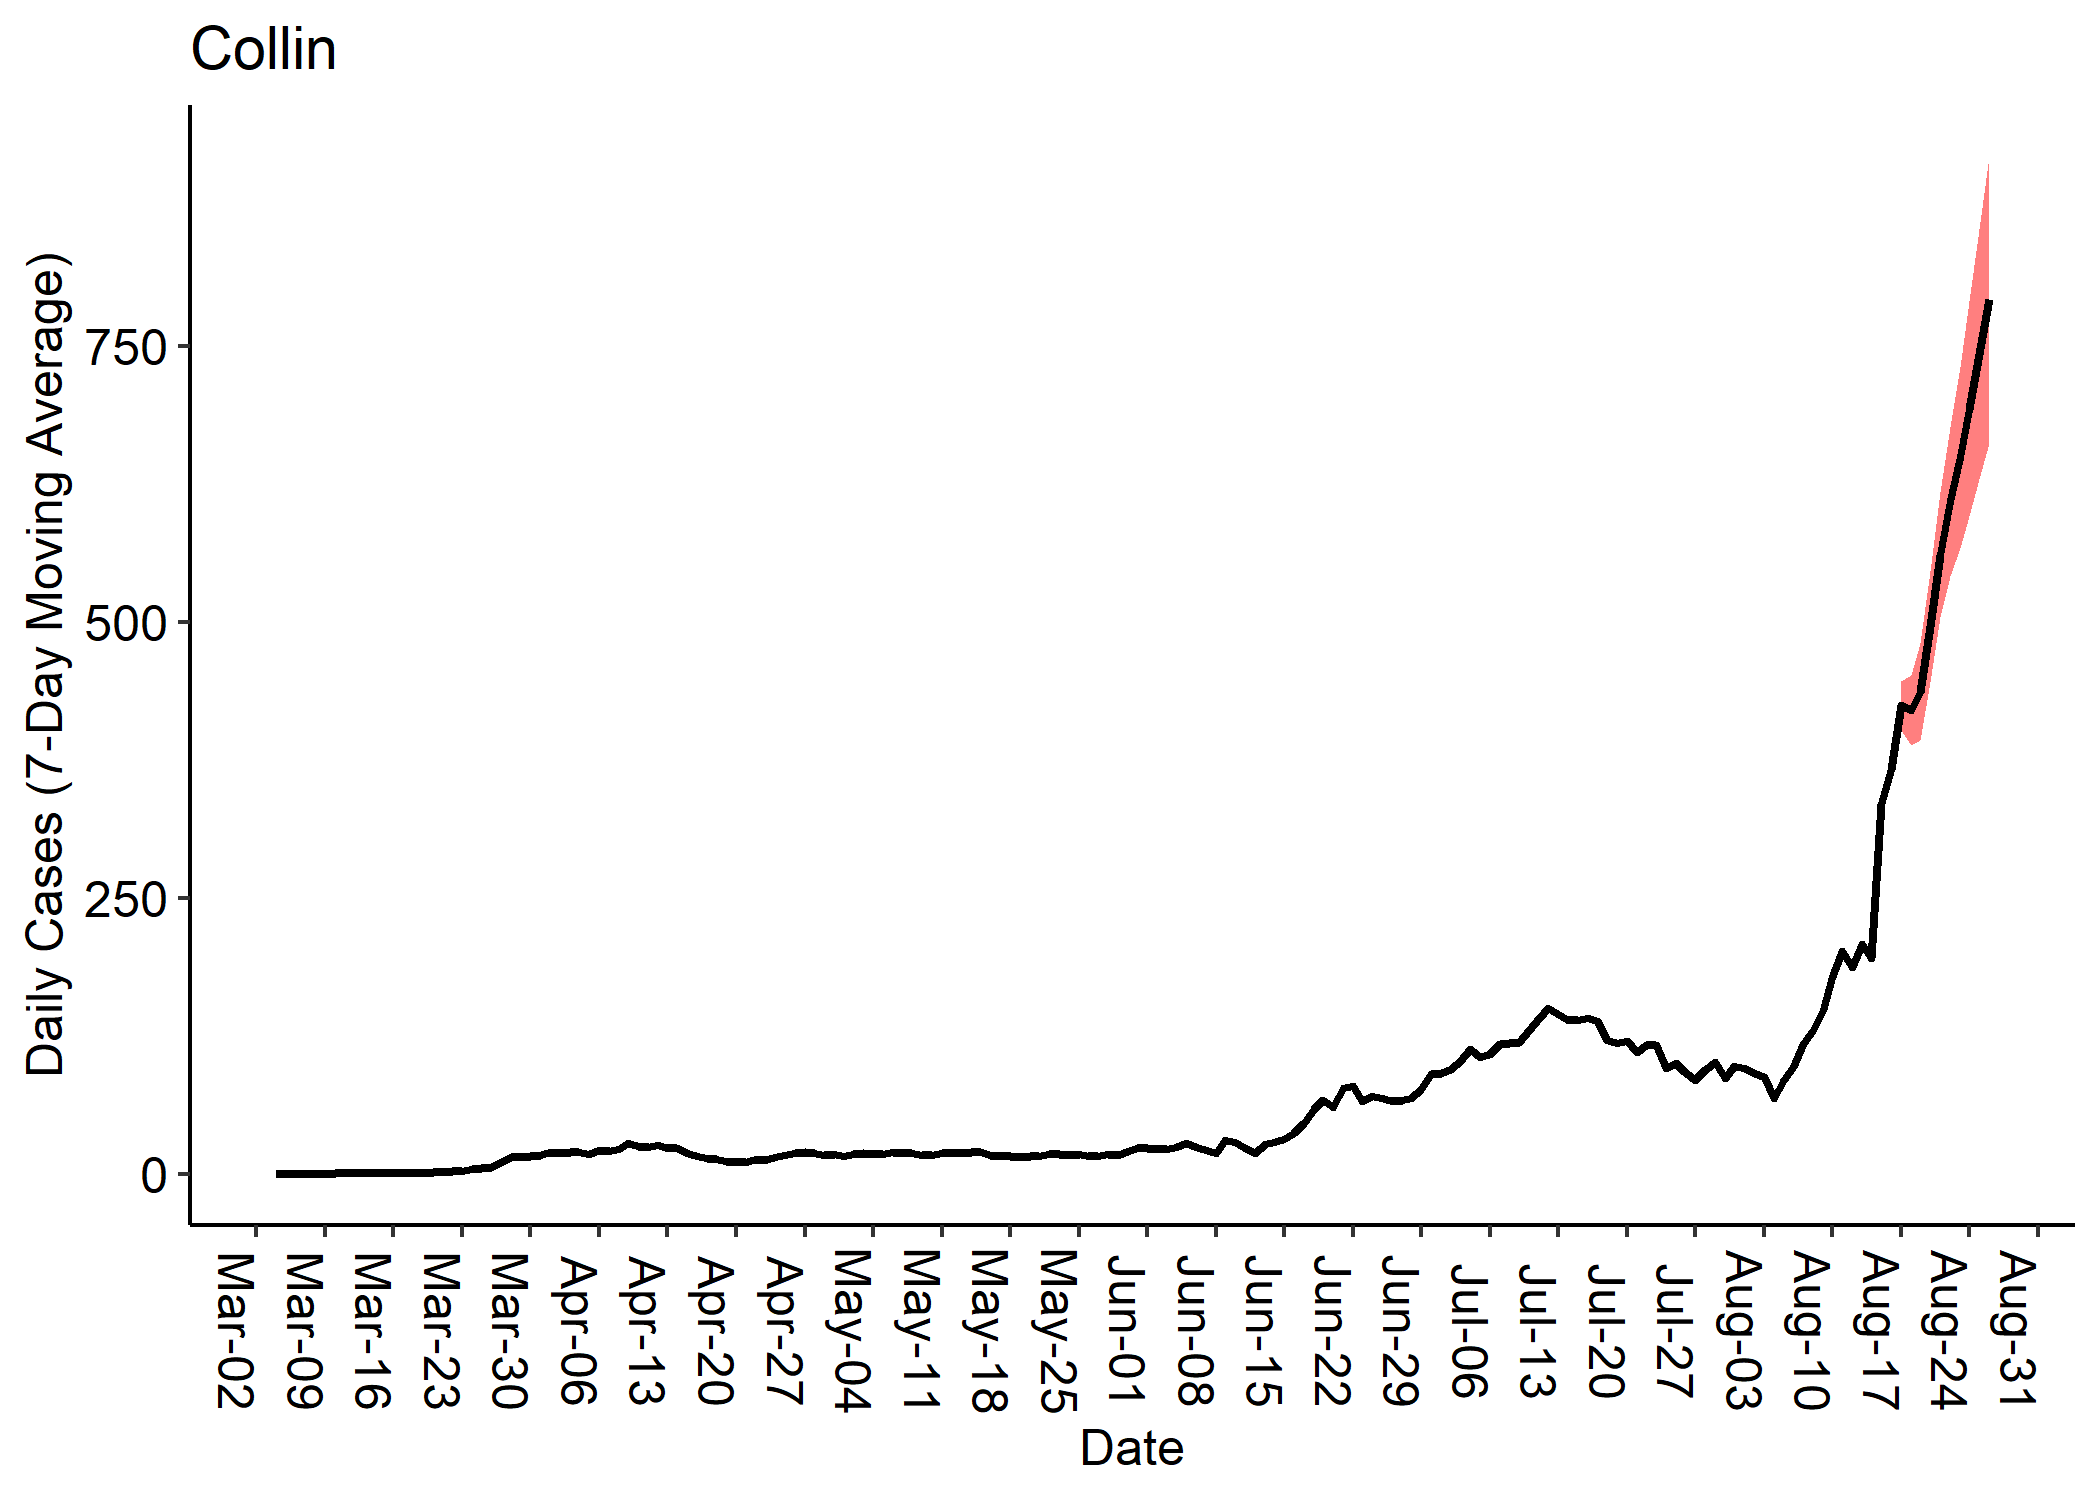 Collin
Daily Cases (7-Day Moving Average)
750
500
250
0
Mar-02
Mar-09
Mar-16
Mar-23
Mar-30
Apr-06
Apr-13
Apr-20
Apr-27
May-04
May-11
May-18
May-25
Jun-01
Jun-08
Jun-15
Jun-22
Jun-29
Jul-06
Jul-13
Jul-20
Jul-27
Aug-03
Aug-10
Aug-17
Aug-24
Aug-31
Date